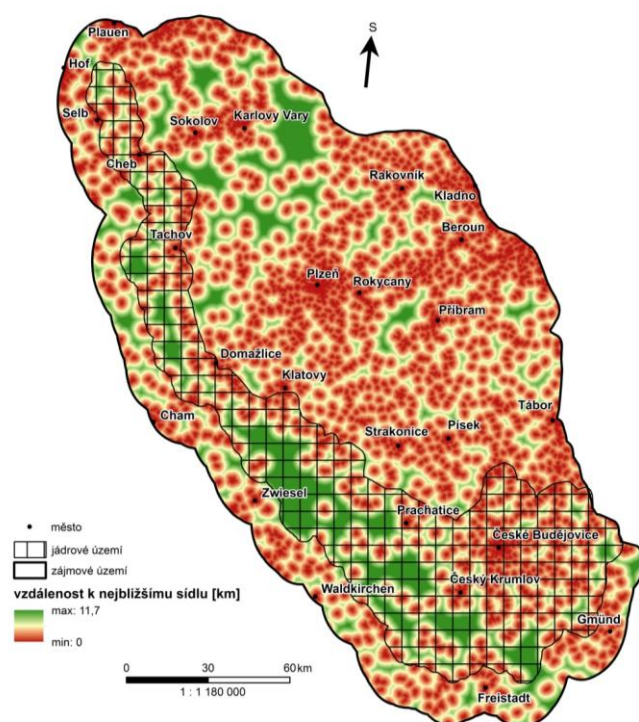 S
Plauen
Hof
Selb
Sokolov
Karlovy Vary
Cheb
Rakovník
Kladno
Beroun
Tachov
Plzeň
Rokycany
Příbram
Domažlice
Klatovy
Cham
Tábor
Strakonice
Písek
Zwiesel
Prachatice
České Budějovice
Český Krumlov
Waldkirchen
Gmünd
Freistadt
město
jádrové území
zájmové území
vzdálenost k nejbližšímu sídlu [km]
max: 11,7
min: 0
0 30 60 km
1 : 1 180 000